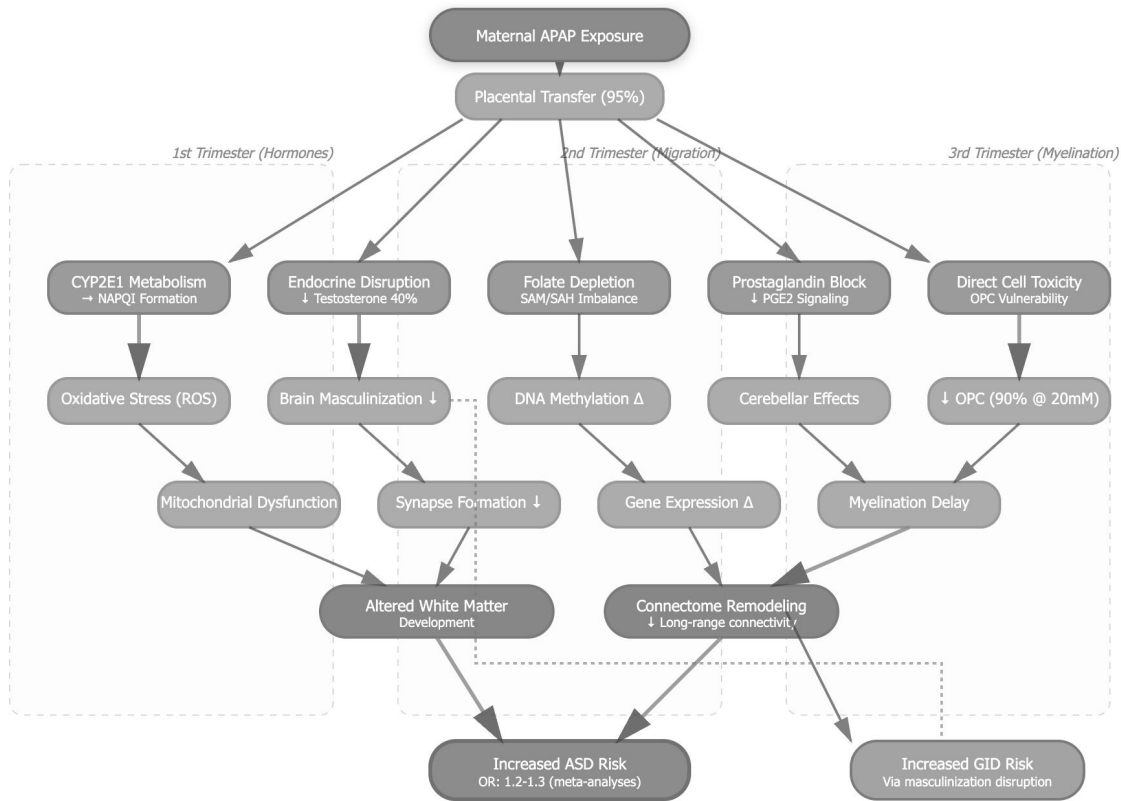 Maternal APAP Exposure
Placental Transfer (95%)
1st Trimester (Hormones)
2nd Trimester (Migration)
3rd Trimester (Myelination)
CYP2E1 Metabolism
→ NAPQI Formation
Endocrine Disruption
↓ Testosterone 40%
Folate Depletion
SAM/SAH Imbalance
Prostaglandin Block
↓ PGE2 Signaling
Direct Cell Toxicity
OPC Vulnerability
Oxidative Stress (ROS)
Brain Masculinization ↓
DNA Methylation Δ
Cerebellar Effects
↓ OPC (90% @ 20mM)
Mitochondrial Dysfunction
Synapse Formation ↓
Gene Expression Δ
Myelination Delay
Altered White Matter
Development
Connectome Remodeling
↓ Long-range connectivity
Increased ASD Risk
OR: 1.2-1.3 (meta-analyses)
Increased GID Risk
Via masculinization disruption